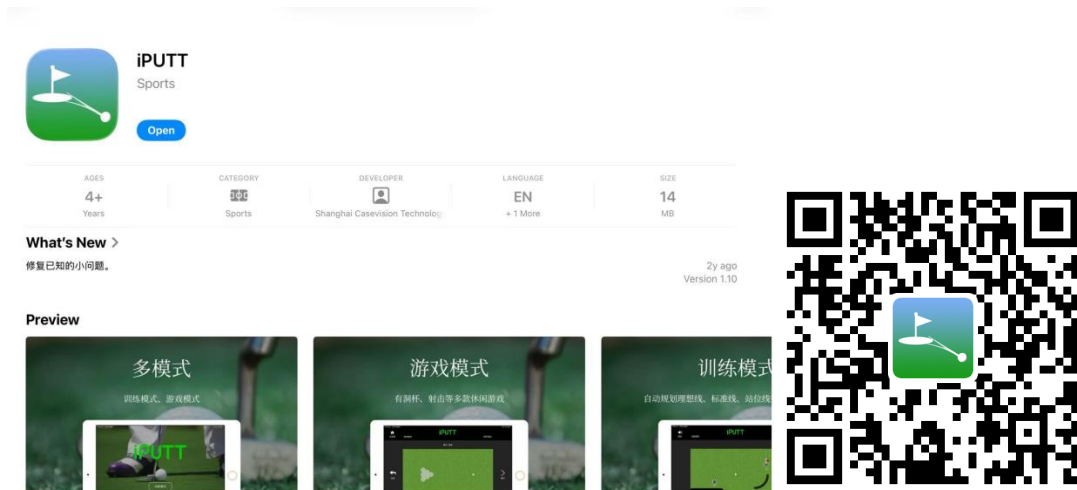 iPUTT
Sports
Open
AGES
CATEGORY
DEVELOPER
LANGUAGE
SIZE
4+
EN
14
Years
Sports
Shanghai Casevision Technolog
+ 1 More
MB
What's New >
修复已知的小问题。
2y ago
Version 1.10
Preview
多模式
游戏模式
训练模式
训练模式、游戏模式
有洞杯、射击等多款休闲游戏
自动规划理想线、标准线、站位线
iPUTT
iPUTT
iPUTT